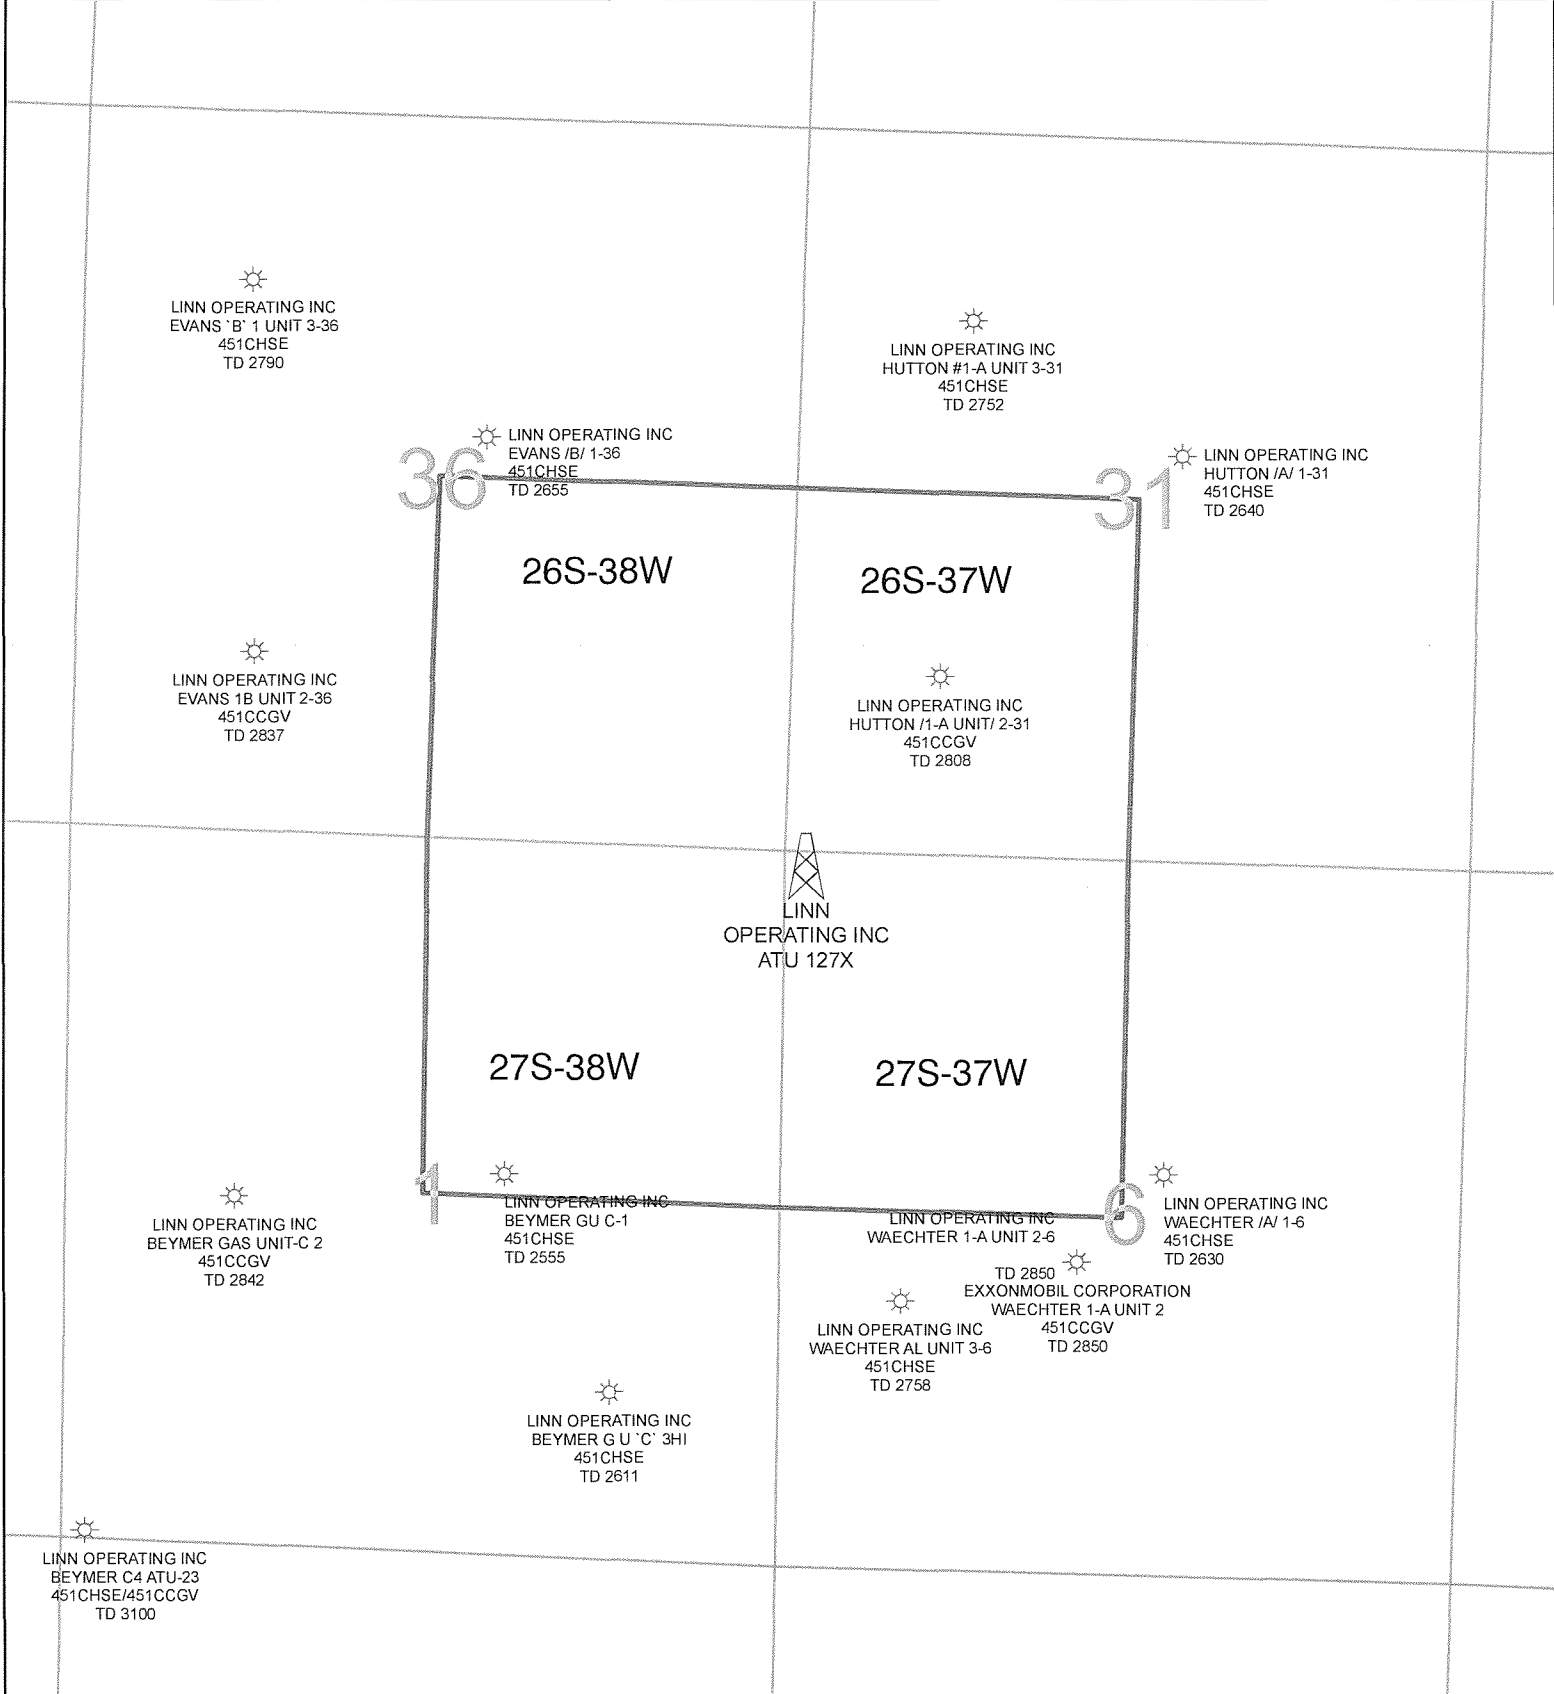 LINN OPERATING INC
EVANS `B` 1 UNIT 3-36
451CHSE
TD 2790
LINN OPERATING INC
HUTTON #1-A UNIT 3-31
451CHSE
TD 2752
36
LINN OPERATING INC
EVANS /B/ 1-36
451CHSE
TD 2655
31
LINN OPERATING INC
HUTTON /A/ 1-31
451CHSE
TD 2640
26S-38W
26S-37W
LINN OPERATING INC
EVANS 1B UNIT 2-36
451CCGV
TD 2837
LINN OPERATING INC
HUTTON /1-A UNIT/ 2-31
451CCGV
TD 2808
LINN
OPERATING INC
ATU 127X
27S-38W
27S-37W
LINN OPERATING INC
BEYMER GAS UNIT-C 2
451CCGV
TD 2842
1
LINN OPERATING INC
BEYMER GU C-1
451CHSE
TD 2555
LINN OPERATING INC
WAECHTER 1-A UNIT 2-6
TD 2850
6
LINN OPERATING INC
WAECHTER /A/ 1-6
451CHSE
TD 2630
EXXONMOBIL CORPORATION
WAECHTER 1-A UNIT 2
451CCGV
TD 2850
LINN OPERATING INC
WAECHTER AL UNIT 3-6
451CHSE
TD 2758
LINN OPERATING INC
BEYMER G U `C` 3HI
451CHSE
TD 2611
LINN OPERATING INC
BEYMER C4 ATU-23
451CHSE/451CCGV
TD 3100